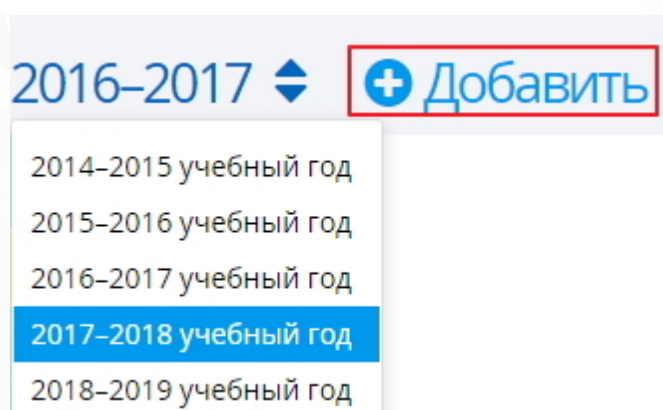 2016–2017 Добавить
2014–2015 учебный год
2015–2016 учебный год
2016–2017 учебный год
2017–2018 учебный год
2018–2019 учебный год